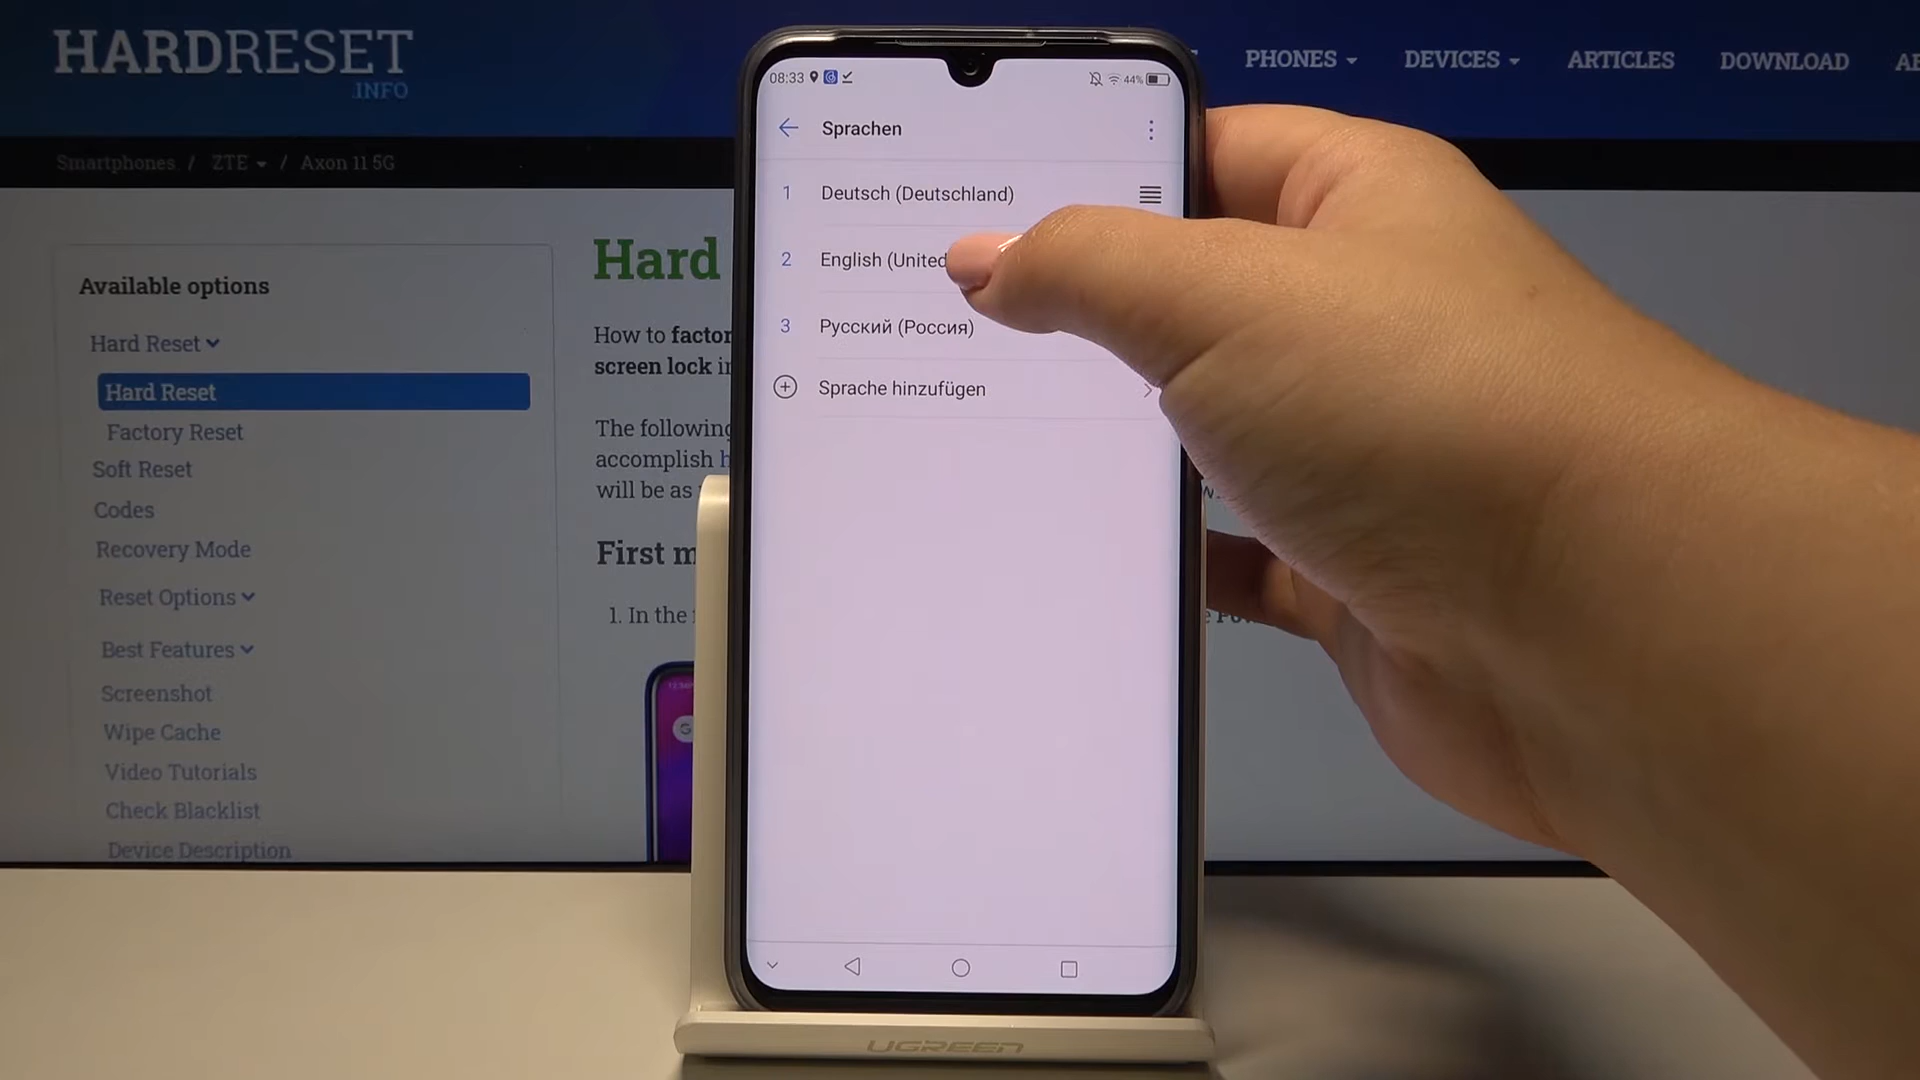 HARDRESET
.INFO
PHONES
DEVICES
ARTICLES
DOWNLOAD
Smartphones / ZTE / Axon 11 5G
Available options
Hard Reset
Hard Reset
Factory Reset
Soft Reset
Codes
Recovery Mode
Reset Options
Best Features
Screenshot
Wipe Cache
Video Tutorials
Check Blacklist
Device Description
Hard
How to
screen lock
The following
accomplish
will be as
First
1. In the
08:33
44%
Sprachen
1 Deutsch (Deutschland)
2 English (United
3 Русский (Россия)
Sprache hinzufügen
UGREEN